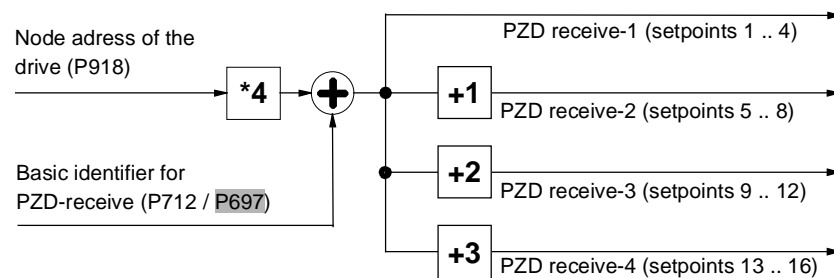 Node adress of the
drive (P918)
*4
Basic identifier for
PZD-receive (P712 / P697)
PZD receive-1 (setpoints 1 .. 4)
+1
PZD receive-2 (setpoints 5 .. 8)
+2
PZD receive-3 (setpoints 9 .. 12)
+3
PZD receive-4 (setpoints 13 .. 16)